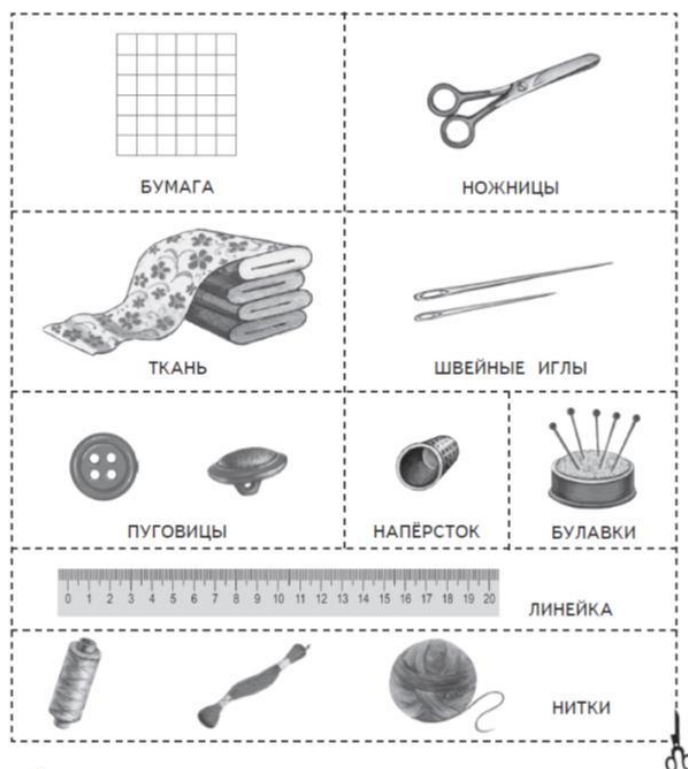 БУМАГА
НОЖНИЦЫ
ТКАНЬ
ШВЕЙНЫЕ ИГЛЫ
ПУГОВИЦЫ
НАПЁРСТОК
БУЛАВКИ
0 1 2 3 4 5 6 7 8 9 10 11 12 13 14 15 16 17 18 19 20
ЛИНЕЙКА
НИТКИ